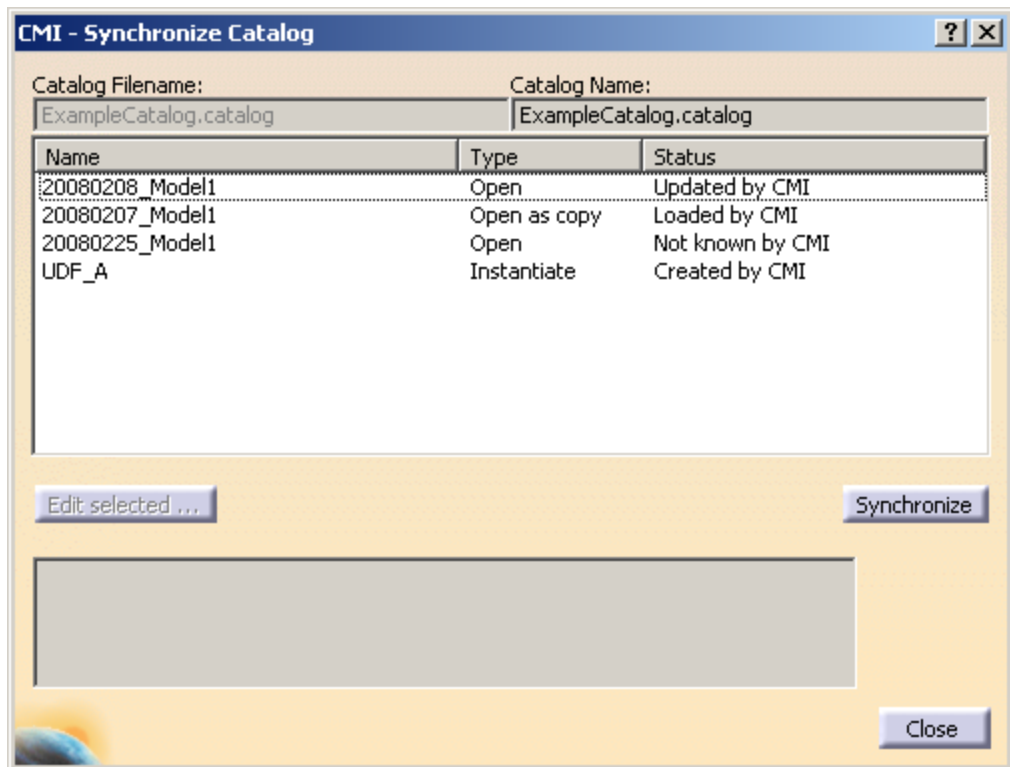 CMI - Synchronize Catalog
Catalog Filename: Catalog Name:
ExampleCatalog.catalog ExampleCatalog.catalog
Name Type Status
20080208_Model1 Open Updated by CMI
20080207_Model1 Open as copy Loaded by CMI
20080225_Model1 Open Not known by CMI
UDF_A Instantiate Created by CMI
Edit selected ... Synchronize
Close